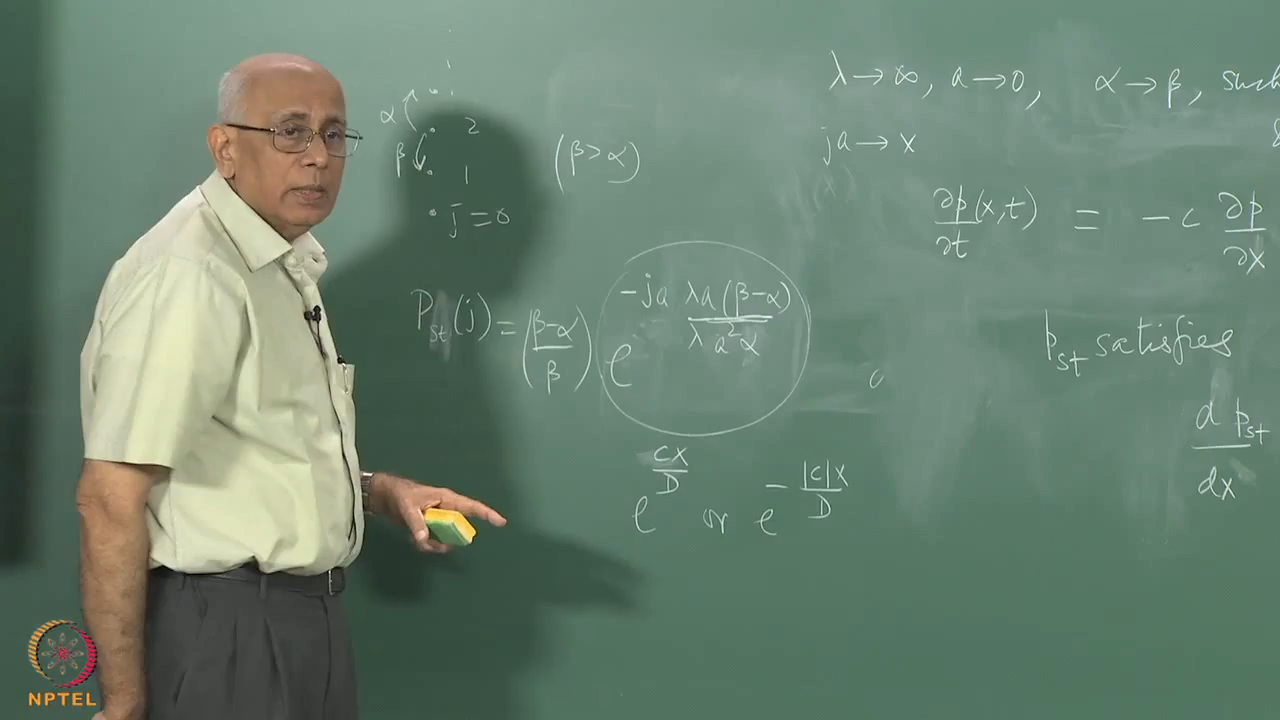 α 2
β 1
j = 0
(β > α)
P_st(j) = ((β-α)/β) e^{-ja λa(β-α)/(λa²α)}
e^{cx/D} or e^{-|c|x/D}
λ → ∞, a → 0, α → β, such
ja → x
∂p(x,t)/∂t = -c ∂p/∂x
p_st satisfies
d p_st/dx
NPTEL